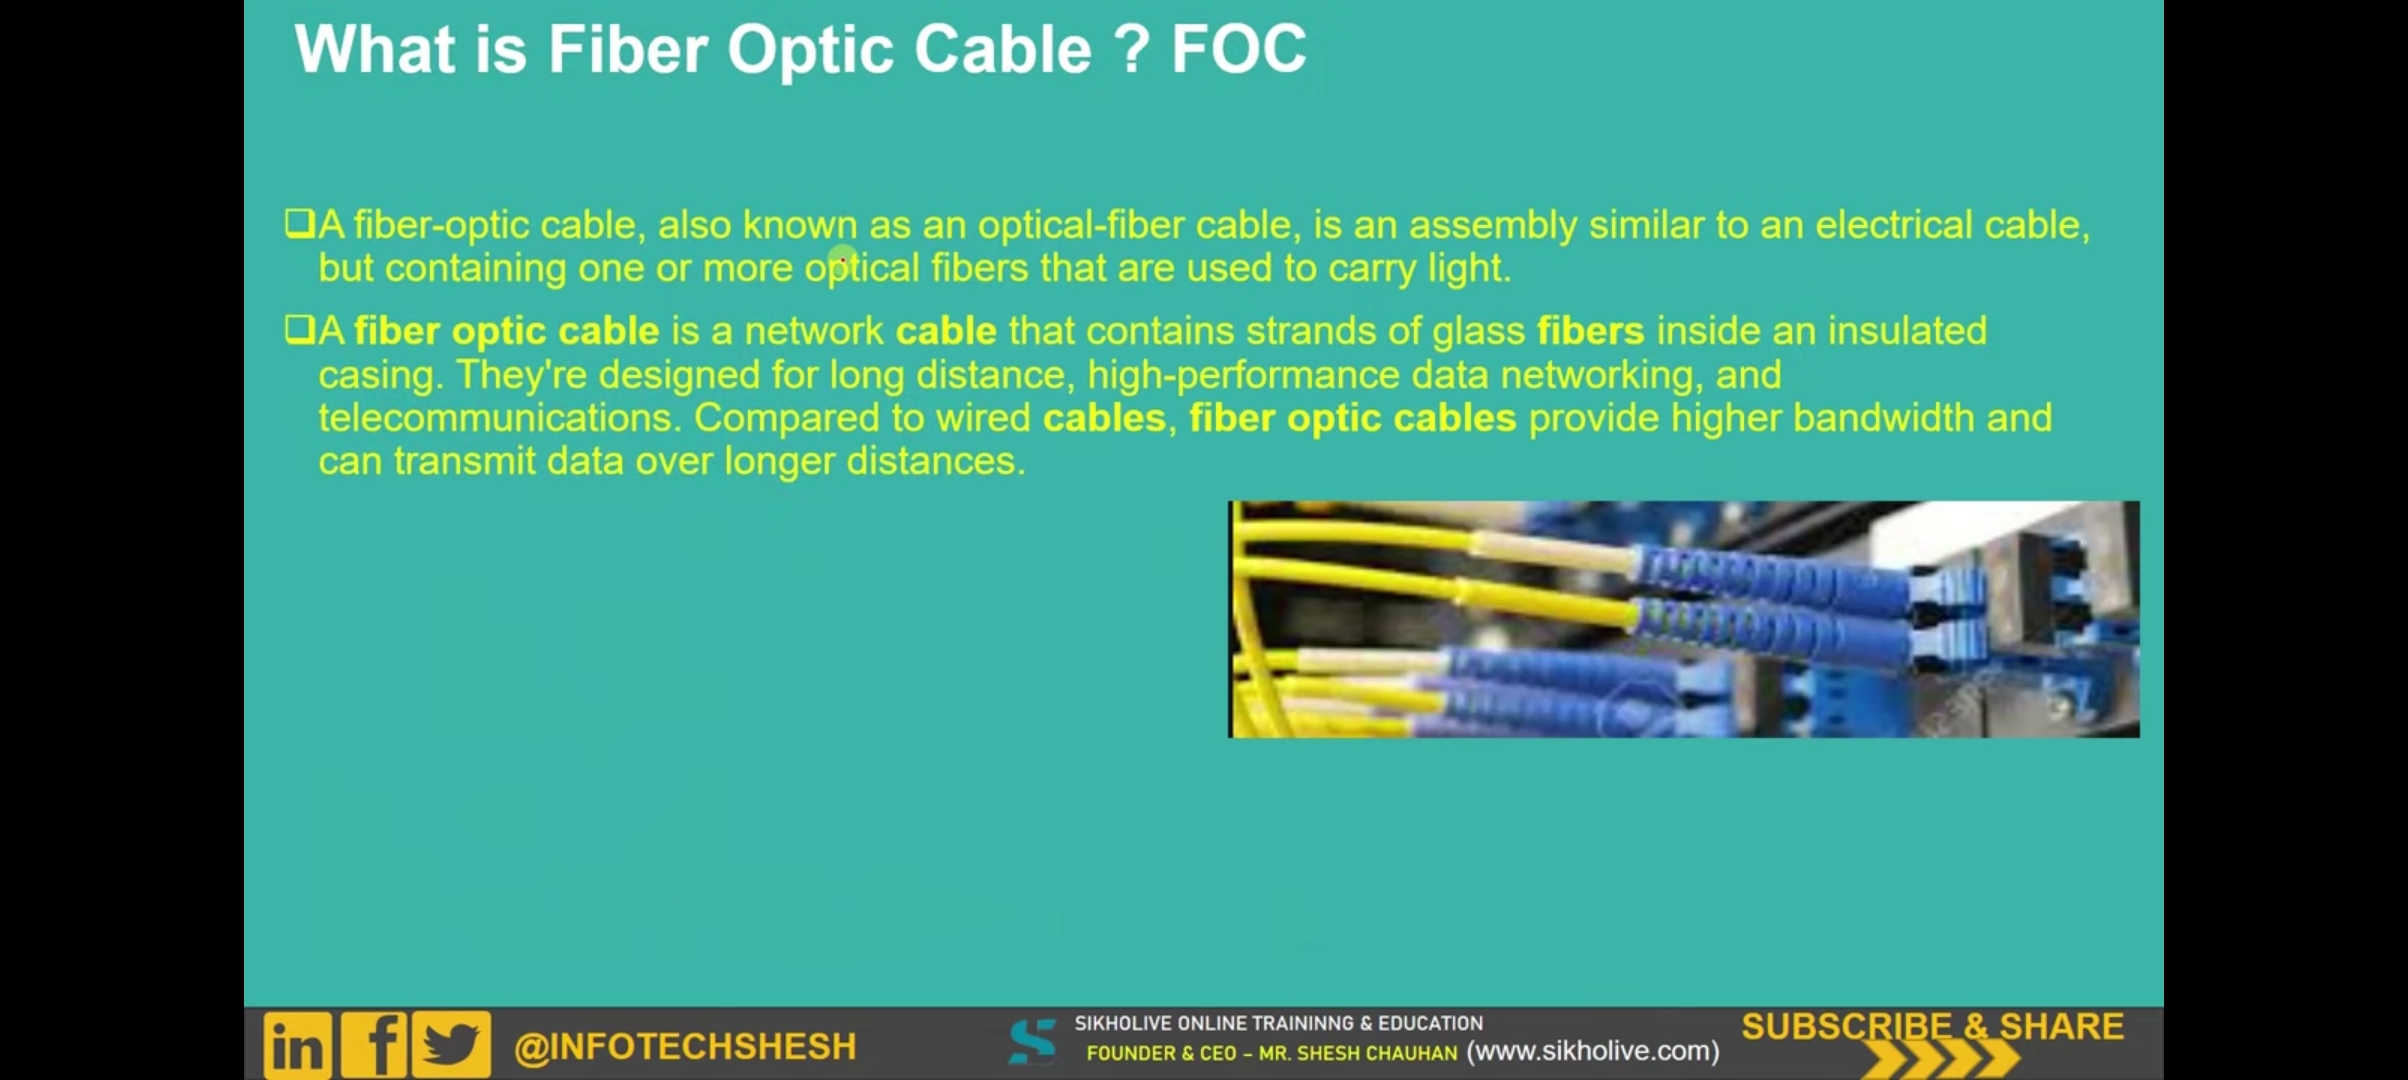 What is Fiber Optic Cable ? FOC
❑A fiber-optic cable, also known as an optical-fiber cable, is an assembly similar to an electrical cable,
but containing one or more optical fibers that are used to carry light.
❑A fiber optic cable is a network cable that contains strands of glass fibers inside an insulated
casing. They're designed for long distance, high-performance data networking, and
telecommunications. Compared to wired cables, fiber optic cables provide higher bandwidth and
can transmit data over longer distances.
in f @INFOTECHSHESH
SIKHOLIVE ONLINE TRAININNG & EDUCATION
FOUNDER & CEO – MR. SHESH CHAUHAN (www.sikholive.com)
SUBSCRIBE & SHARE